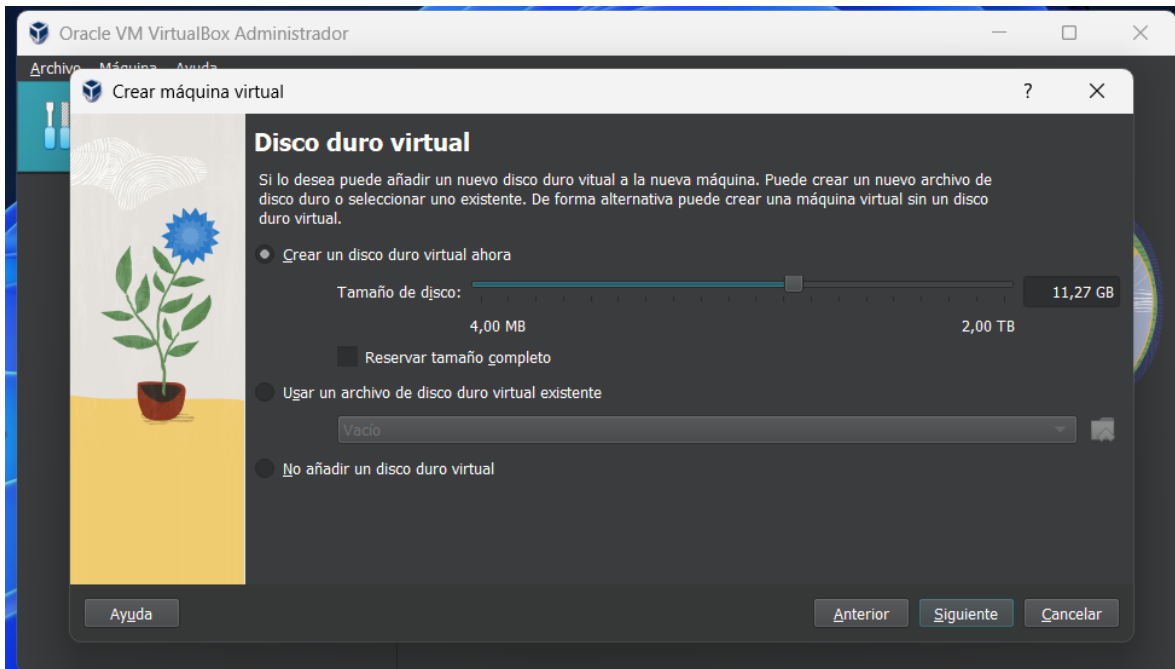 Oracle VM VirtualBox Administrador
Archivo Máquina Ayuda
Crear máquina virtual
?
Disco duro virtual
Si lo desea puede añadir un nuevo disco duro vitual a la nueva máquina. Puede crear un nuevo archivo de
disco duro o seleccionar uno existente. De forma alternativa puede crear una máquina virtual sin un disco
duro virtual.
Crear un disco duro virtual ahora
Tamaño de disco: 11,27 GB
4,00 MB 2,00 TB
Reservar tamaño completo
Usar un archivo de disco duro virtual existente
Vacío
No añadir un disco duro virtual
Ayuda Anterior Siguiente Cancelar